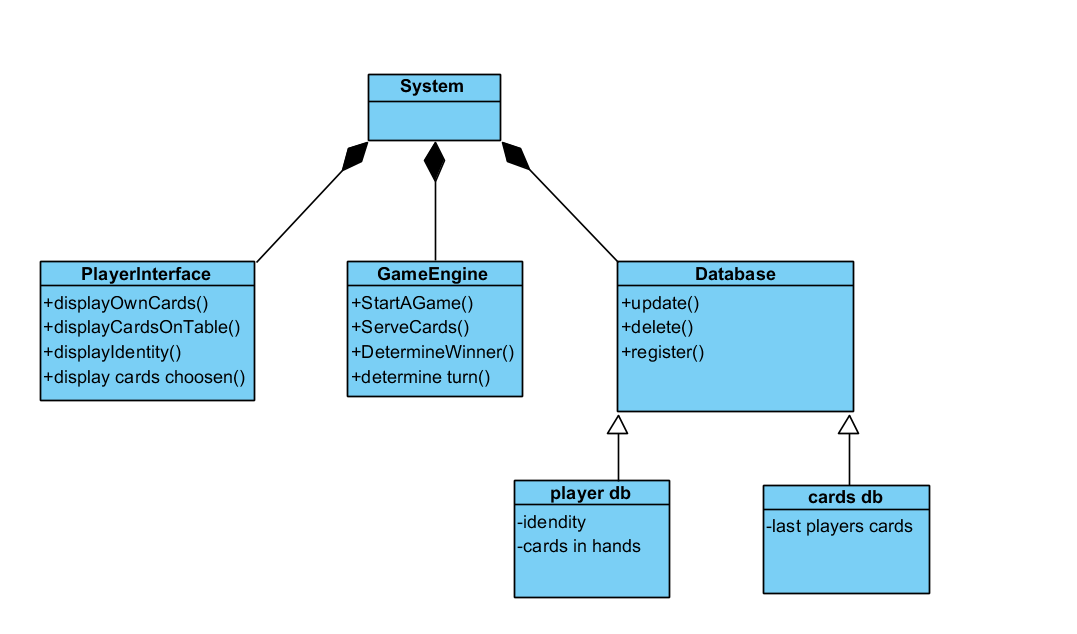 System
PlayerInterface
+displayOwnCards()
+displayCardsOnTable()
+displayIdentity()
+display cards choosen()
GameEngine
+StartAGame()
+ServeCards()
+DetermineWinner()
+determine turn()
Database
+update()
+delete()
+register()
player db
-idendity
-cards in hands
cards db
-last players cards